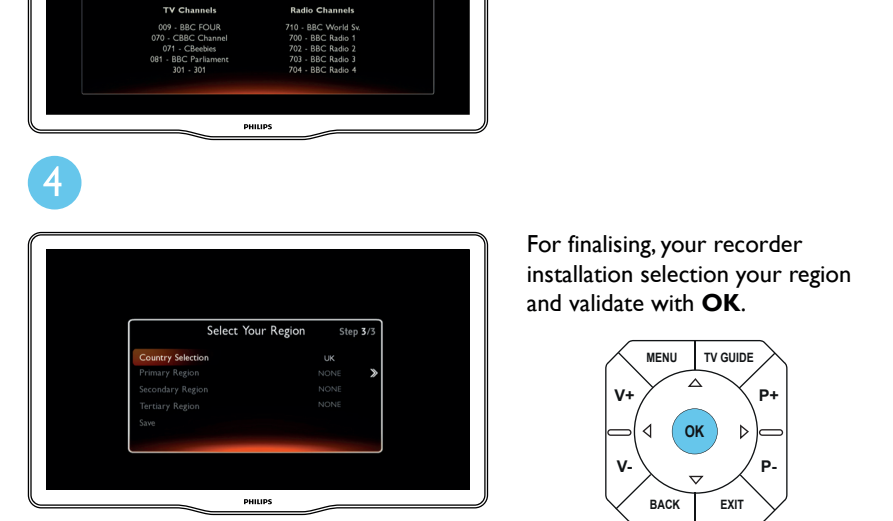 TV Channels Radio Channels
009 - BBC FOUR 710 - BBC World Sv.
070 - CBBC Channel 700 - BBC Radio 1
071 - CBeebies 702 - BBC Radio 2
081 - BBC Parliament 703 - BBC Radio 3
301 - 301 704 - BBC Radio 4
PHILIPS
4
Select Your Region Step 3/3
Country Selection UK
Primary Region NONE
Secondary Region NONE
Tertiary Region NONE
Save
PHILIPS
For finalising, your recorder
installation selection your region
and validate with OK.
MENU TV GUIDE
V+ P+
OK
V- P-
BACK EXIT